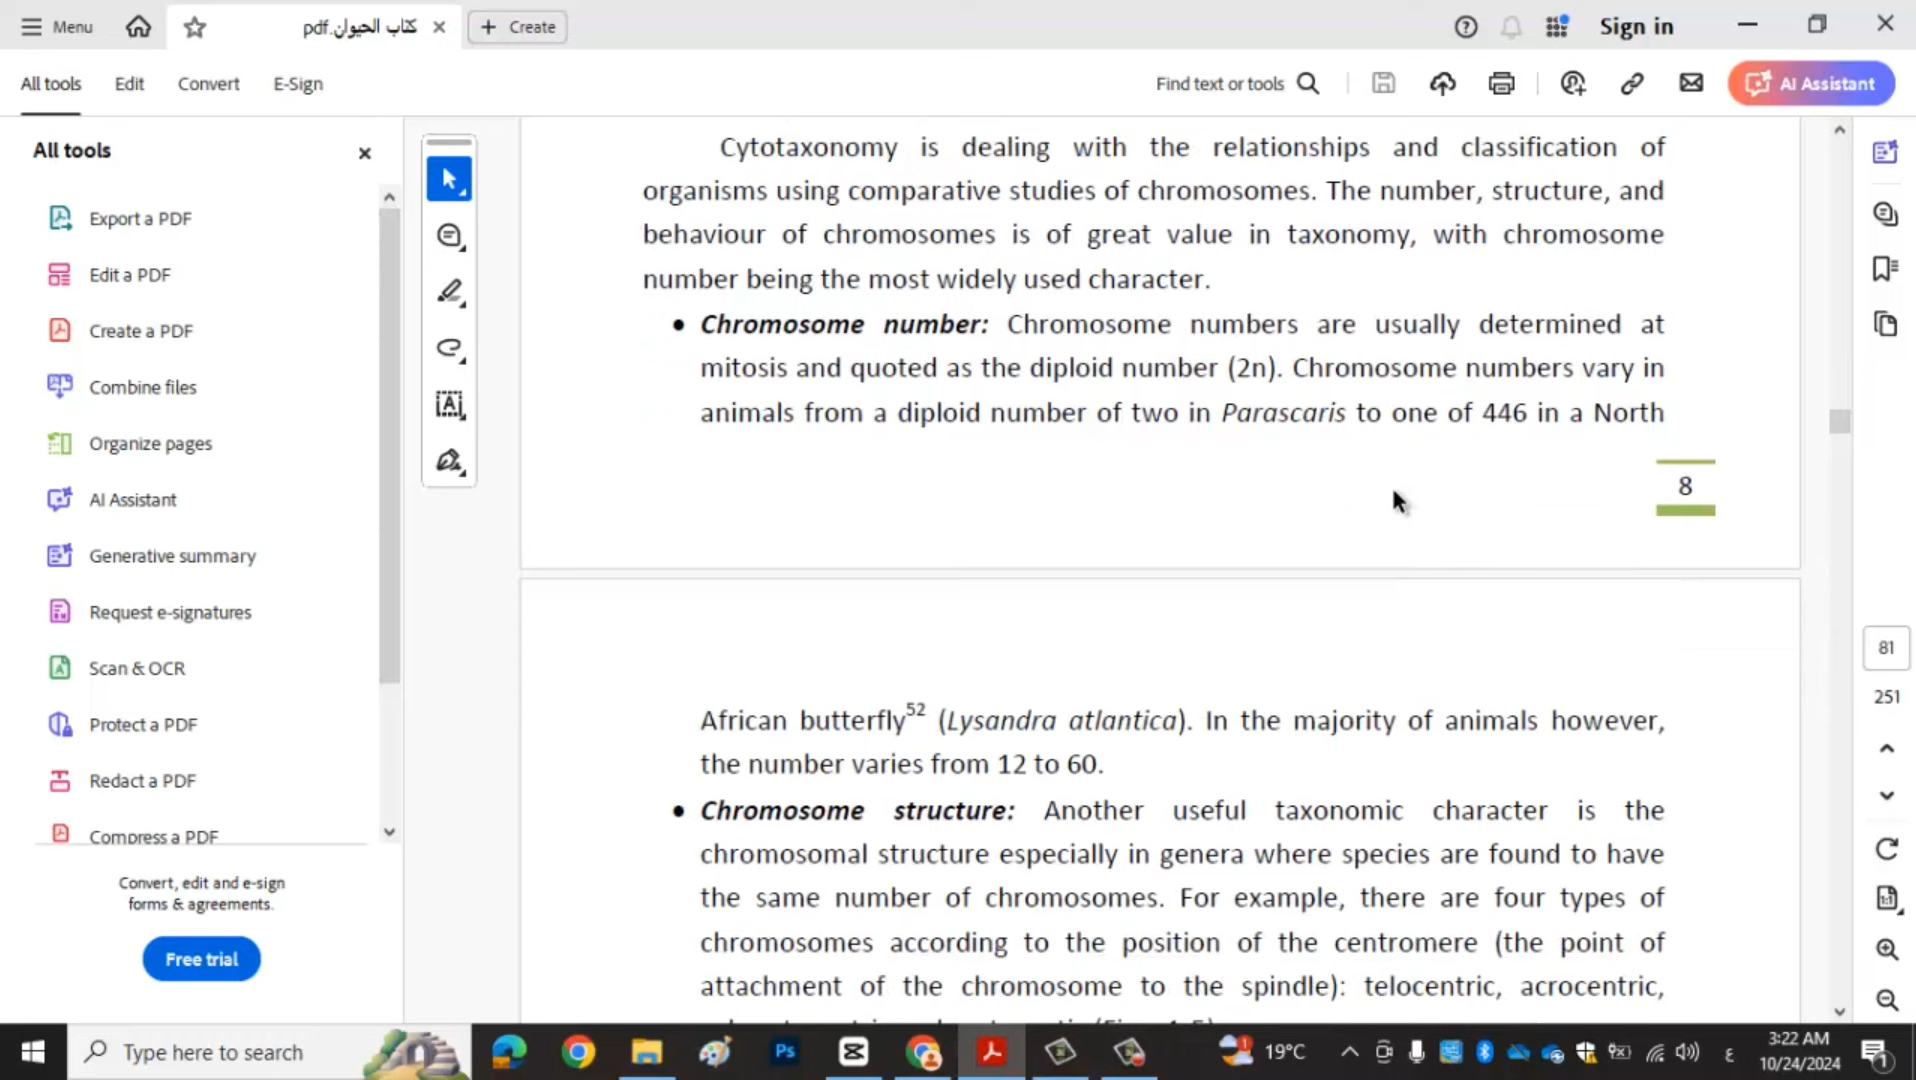 Menu
كتاب الحيوان.pdf
Create
Sign in
All tools
Edit
Convert
E-Sign
Find text or tools
AI Assistant
All tools
Export a PDF
Edit a PDF
Create a PDF
Combine files
Organize pages
AI Assistant
Generative summary
Request e-signatures
Scan & OCR
Protect a PDF
Redact a PDF
Compress a PDF
Convert, edit and e-sign
forms & agreements.
Free trial
Cytotaxonomy is dealing with the relationships and classification of
organisms using comparative studies of chromosomes. The number, structure, and
behaviour of chromosomes is of great value in taxonomy, with chromosome
number being the most widely used character.
• Chromosome number: Chromosome numbers are usually determined at
mitosis and quoted as the diploid number (2n). Chromosome numbers vary in
animals from a diploid number of two in Parascaris to one of 446 in a North
8
African butterfly52 (Lysandra atlantica). In the majority of animals however,
the number varies from 12 to 60.
• Chromosome structure: Another useful taxonomic character is the
chromosomal structure especially in genera where species are found to have
the same number of chromosomes. For example, there are four types of
chromosomes according to the position of the centromere (the point of
attachment of the chromosome to the spindle): telocentric, acrocentric,
81
251
Type here to search
Ps
19°C
ع
3:22 AM
10/24/2024
1